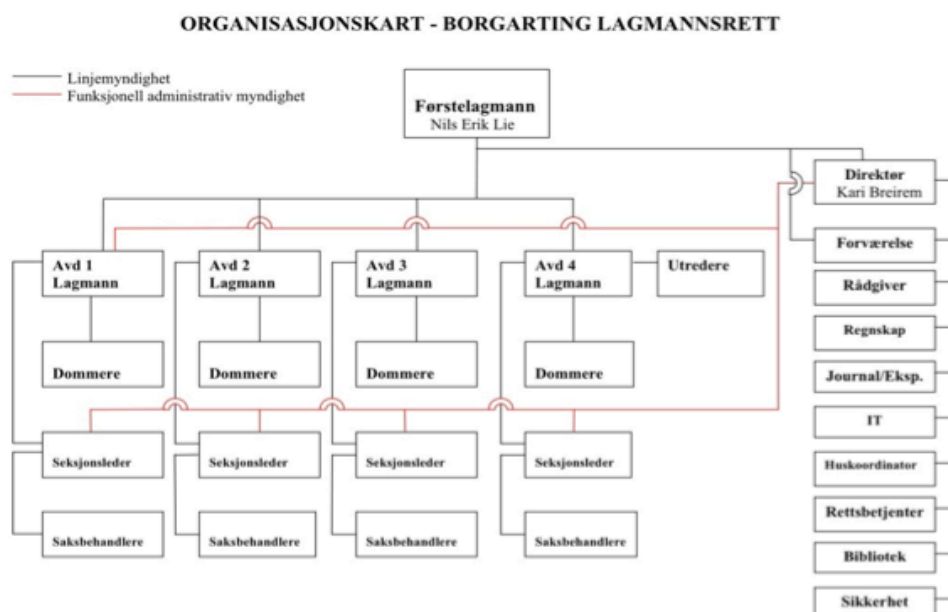 ORGANISASJONSKART - BORGARTING LAGMANNSRETT
Linjemyndighet
Funksjonell administrativ myndighet
Førstelagmann
Nils Erik Lie
Direktør
Kari Breirem
Forværelse
Avd 1
Lagmann
Avd 2
Lagmann
Avd 3
Lagmann
Avd 4
Lagmann
Utredere
Rådgiver
Regnskap
Dommere
Dommere
Dommere
Dommere
Journal/Eksp.
IT
Seksjonsleder
Seksjonsleder
Seksjonsleder
Seksjonsleder
Huskoordinator
Rettsbetjenter
Saksbehandlere
Saksbehandlere
Saksbehandlere
Saksbehandlere
Bibliotek
Sikkerhet